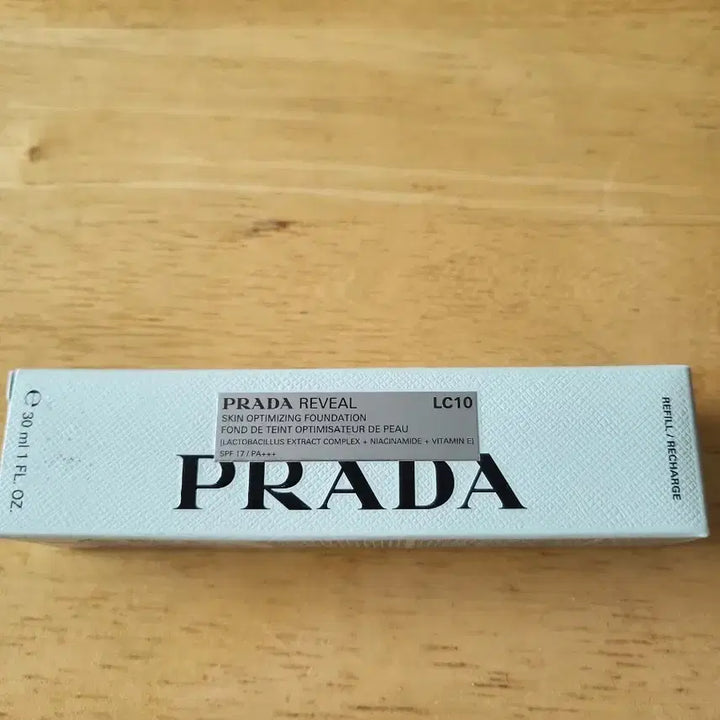 ℮ 30 ml 1 FL. OZ.
PRADA REVEAL LC10
SKIN OPTIMIZING FOUNDATION
FOND DE TEINT OPTIMISATEUR DE PEAU
[LACTOBACILLUS EXTRACT COMPLEX + NIACINAMIDE + VITAMIN E]
SPF 17 / PA+++
PRADA
REFILL / RECHARGE